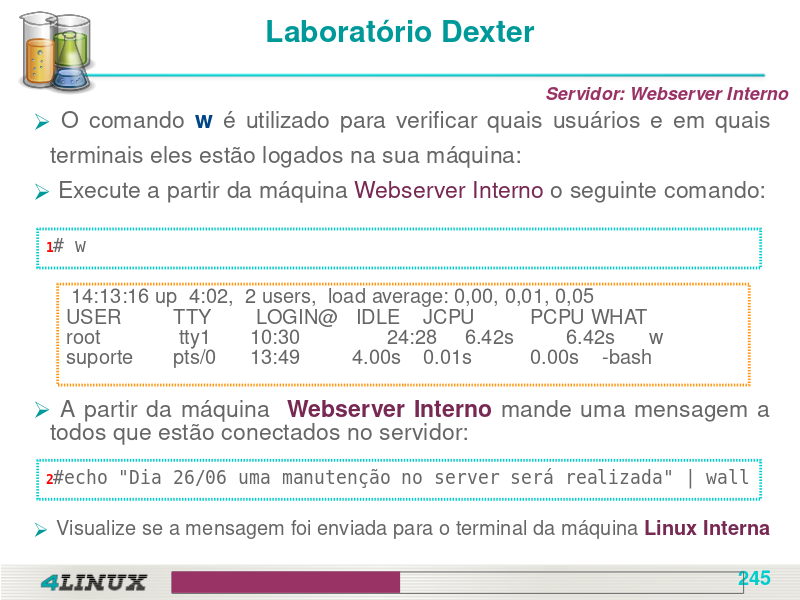 Laboratório Dexter
Servidor: Webserver Interno
O comando w é utilizado para verificar quais usuários e em quais
terminais eles estão logados na sua máquina:
Execute a partir da máquina Webserver Interno o seguinte comando:
1# w
14:13:16 up 4:02, 2 users, load average: 0,00, 0,01, 0,05
USER TTY LOGIN@ IDLE JCPU PCPU WHAT
root tty1 10:30 24:28 6.42s 6.42s w
suporte pts/0 13:49 4.00s 0.01s 0.00s -bash
A partir da máquina Webserver Interno mande uma mensagem a
todos que estão conectados no servidor:
2#echo "Dia 26/06 uma manutenção no server será realizada" | wall
Visualize se a mensagem foi enviada para o terminal da máquina Linux Interna
4LINUX
245